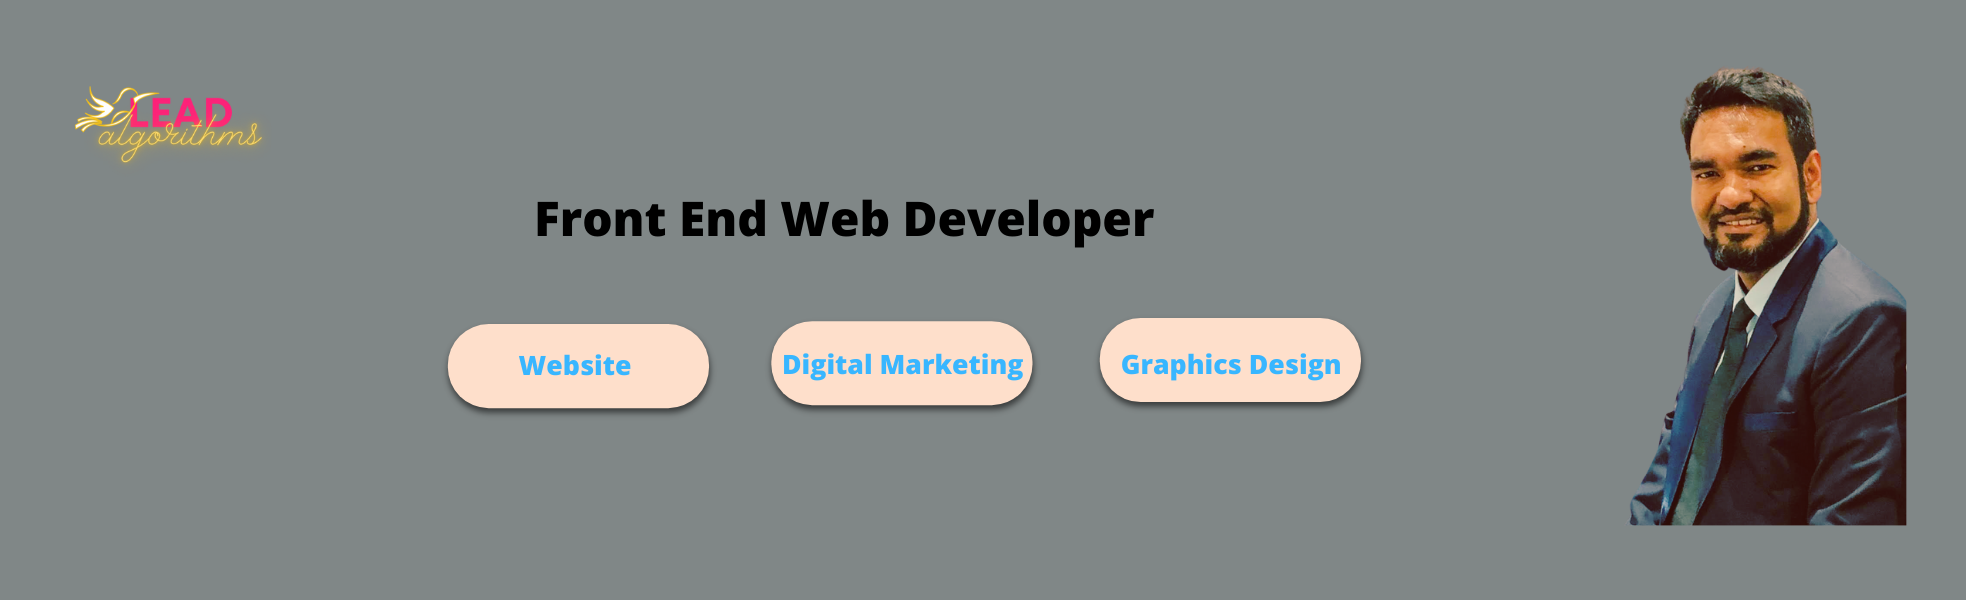 LEAD
algorithms
Front End Web Developer
Website
Digital Marketing
Graphics Design